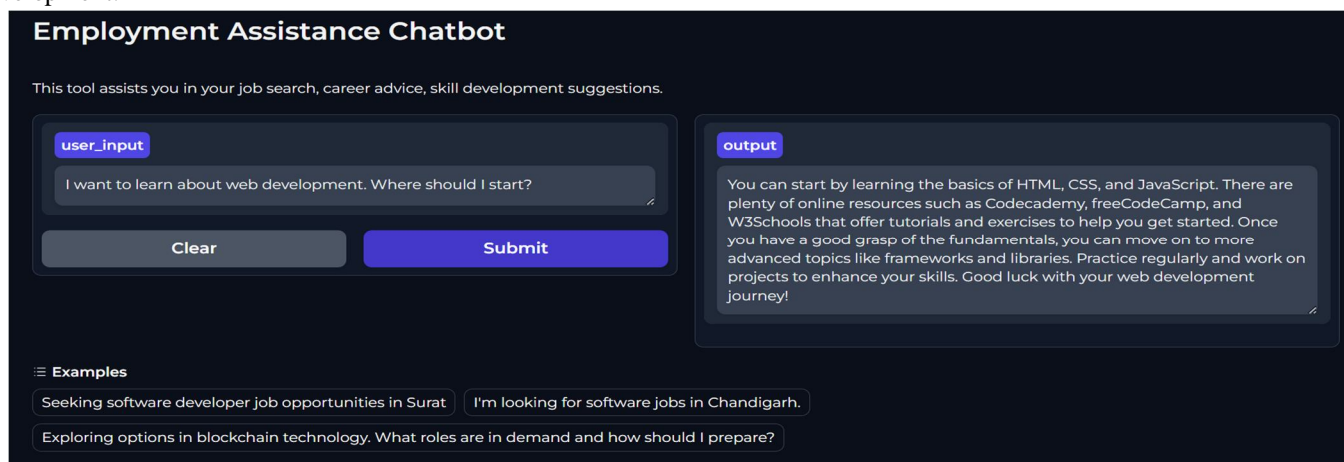 Employment Assistance Chatbot
This tool assists you in your job search, career advice, skill development suggestions.
user_input
I want to learn about web development. Where should I start?
Clear
Submit
output
You can start by learning the basics of HTML, CSS, and JavaScript. There are
plenty of online resources such as Codecademy, freeCodeCamp, and
W3Schools that offer tutorials and exercises to help you get started. Once
you have a good grasp of the fundamentals, you can move on to more
advanced topics like frameworks and libraries. Practice regularly and work on
projects to enhance your skills. Good luck with your web development
journey!
Examples
Seeking software developer job opportunities in Surat
I'm looking for software jobs in Chandigarh.
Exploring options in blockchain technology. What roles are in demand and how should I prepare?